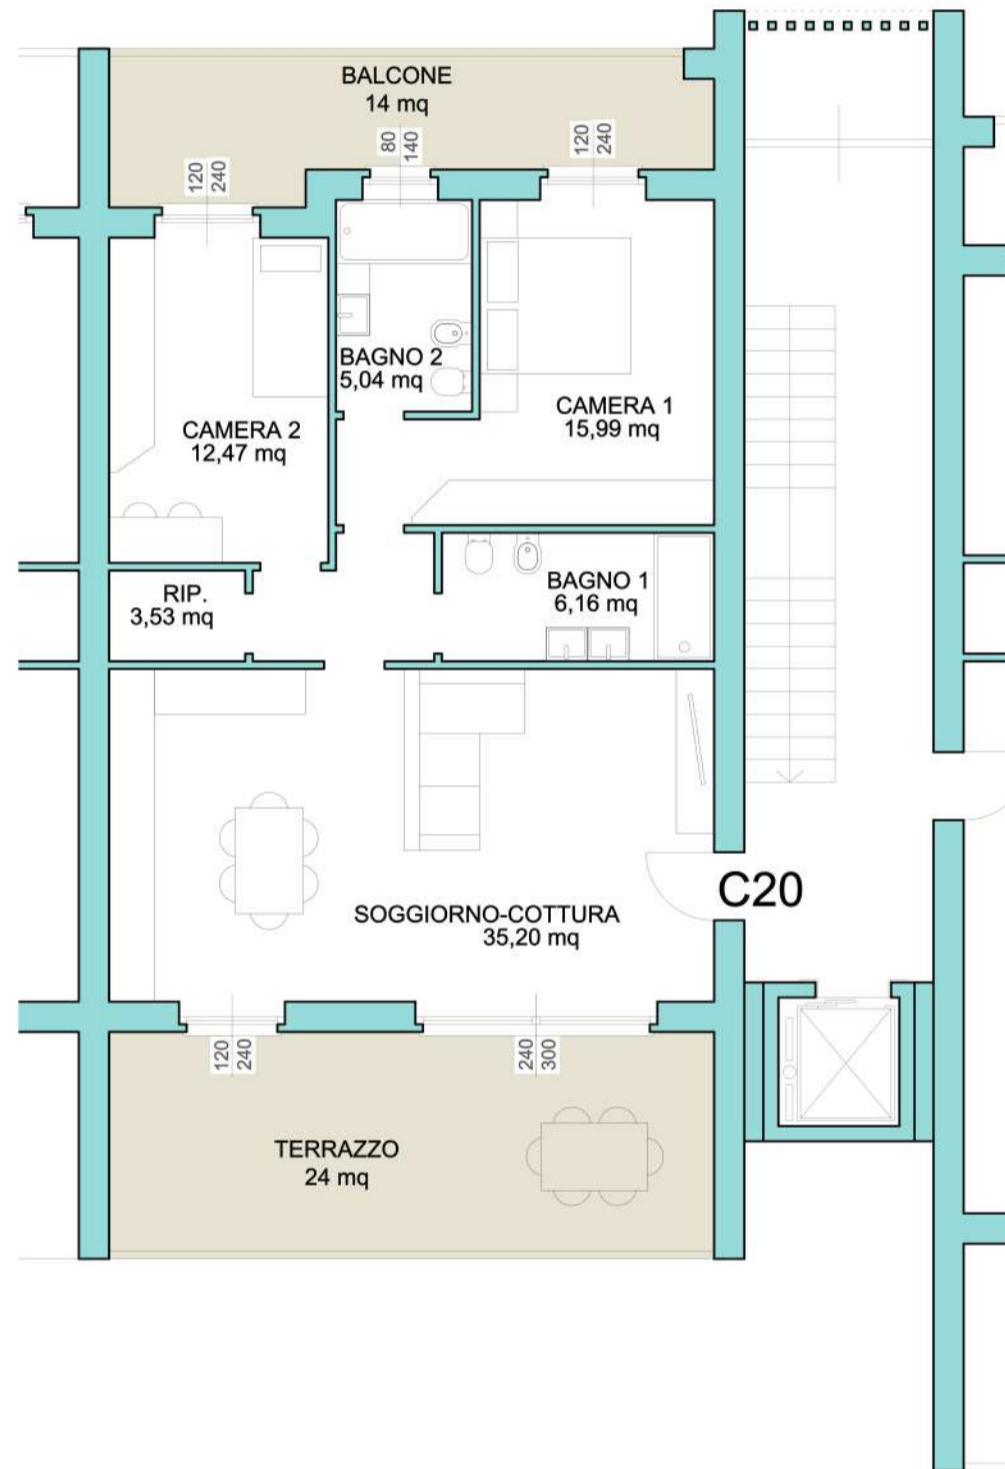 BALCONE
14 mq
80
140
120
240
120
240
BAGNO 2
5,04 mq
CAMERA 1
15,99 mq
CAMERA 2
12,47 mq
RIP.
3,53 mq
BAGNO 1
6,16 mq
C20
SOGGIORNO-COTTURA
35,20 mq
120
240
240
300
TERRAZZO
24 mq